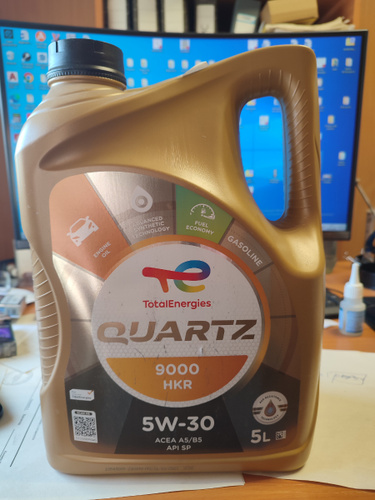 ENGINE
OIL
ADVANCED
SYNTHETIC
TECHNOLOGY
FUEL
ECONOMY
GASOLINE
TotalEnergies
QUARTZ
9000
HKR
5W-30
ACEA A5/B5
API SP
5L